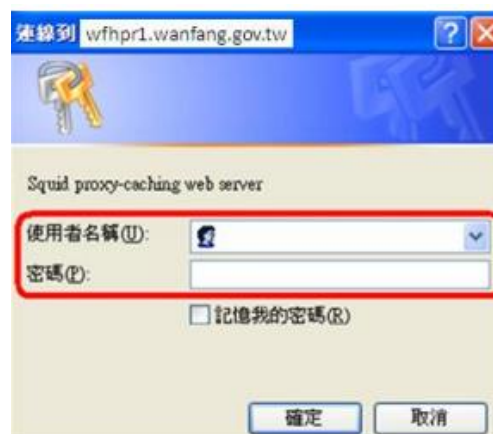 連線到 wfhpr1.wanfang.gov.tw
Squid proxy-caching web server
使用者名稱(U):
密碼(P):
記憶我的密碼(R)
確定 取消